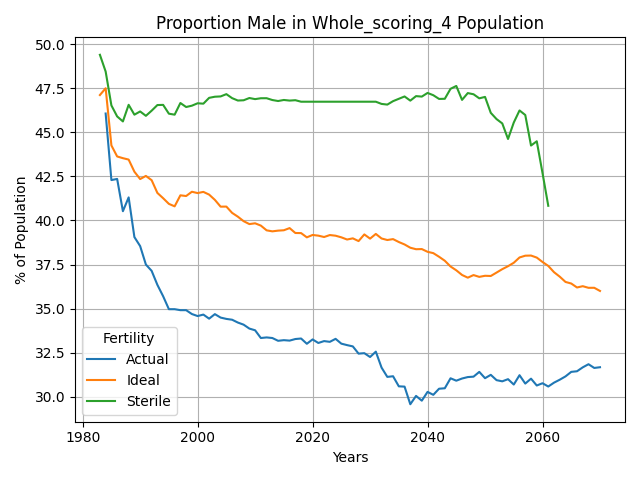 Proportion Male in Whole_scoring_4 Population
% of Population
50.0
47.5
45.0
42.5
40.0
37.5
35.0
32.5
30.0
Fertility
Actual
Ideal
Sterile
1980
2000
2020
2040
2060
Years